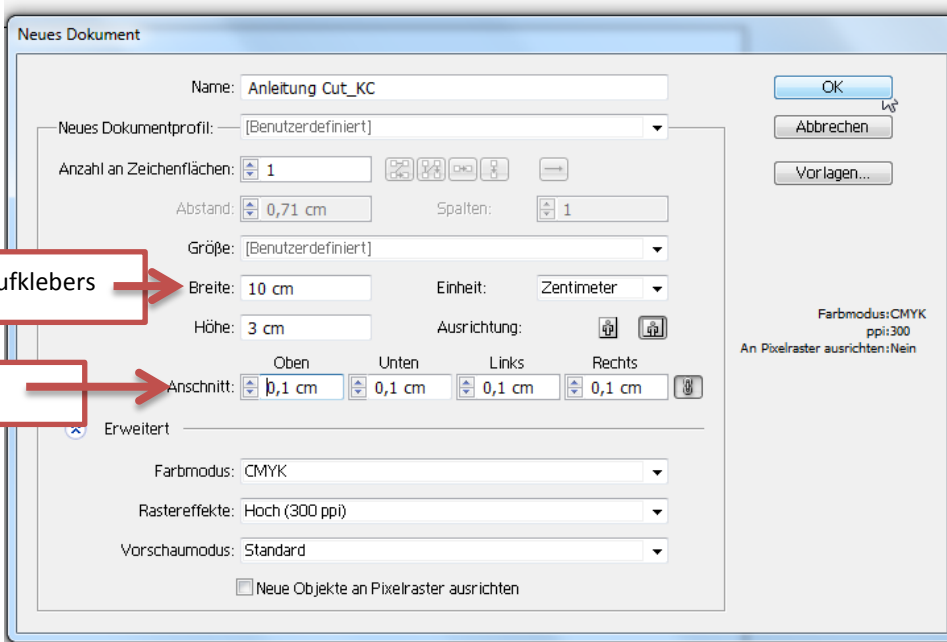 Neues Dokument
Name: Anleitung Cut_KC
OK
Neues Dokumentprofil: [Benutzerdefiniert]
Abbrechen
Anzahl an Zeichenflächen: 1
Vorlagen...
Abstand: 0,71 cm Spalten: 1
Größe: [Benutzerdefiniert]
ufklebers
Breite: 10 cm Einheit: Zentimeter
Höhe: 3 cm Ausrichtung:
Farbmodus:CMYK
ppi:300
An Pixelraster ausrichten:Nein
Oben Unten Links Rechts
Anschnitt: 0,1 cm 0,1 cm 0,1 cm 0,1 cm
Erweitert
Farbmodus: CMYK
Rastereffekte: Hoch (300 ppi)
Vorschaumodus: Standard
Neue Objekte an Pixelraster ausrichten